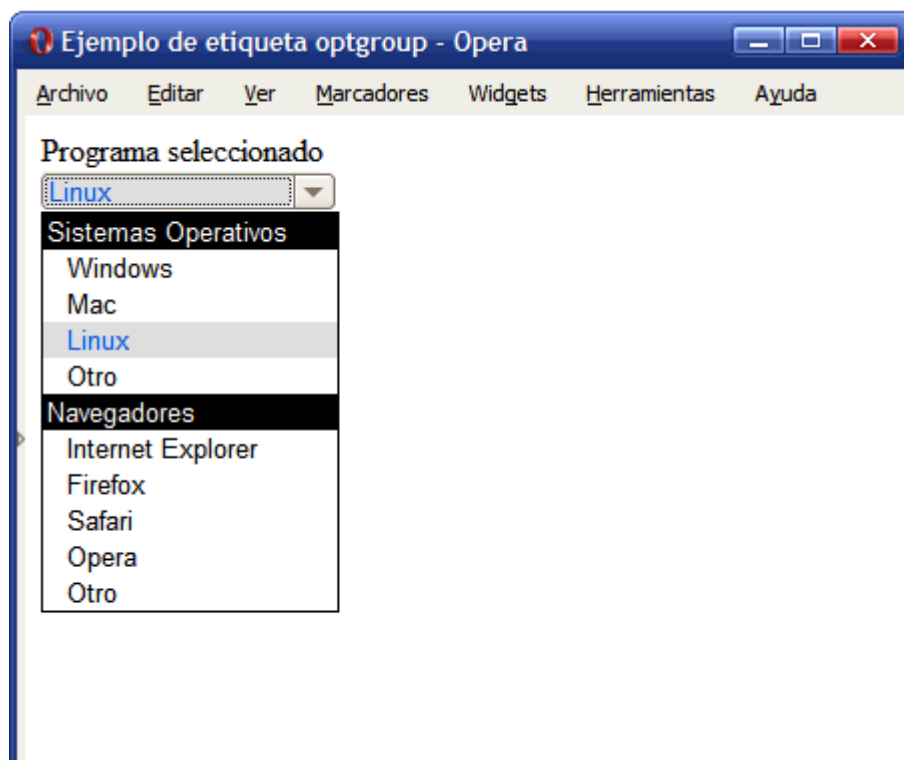 Ejemplo de etiqueta optgroup - Opera
Archivo Editar Ver Marcadores Widgets Herramientas Ayuda
Programa seleccionado
Linux
Sistemas Operativos
Windows
Mac
Linux
Otro
Navegadores
Internet Explorer
Firefox
Safari
Opera
Otro